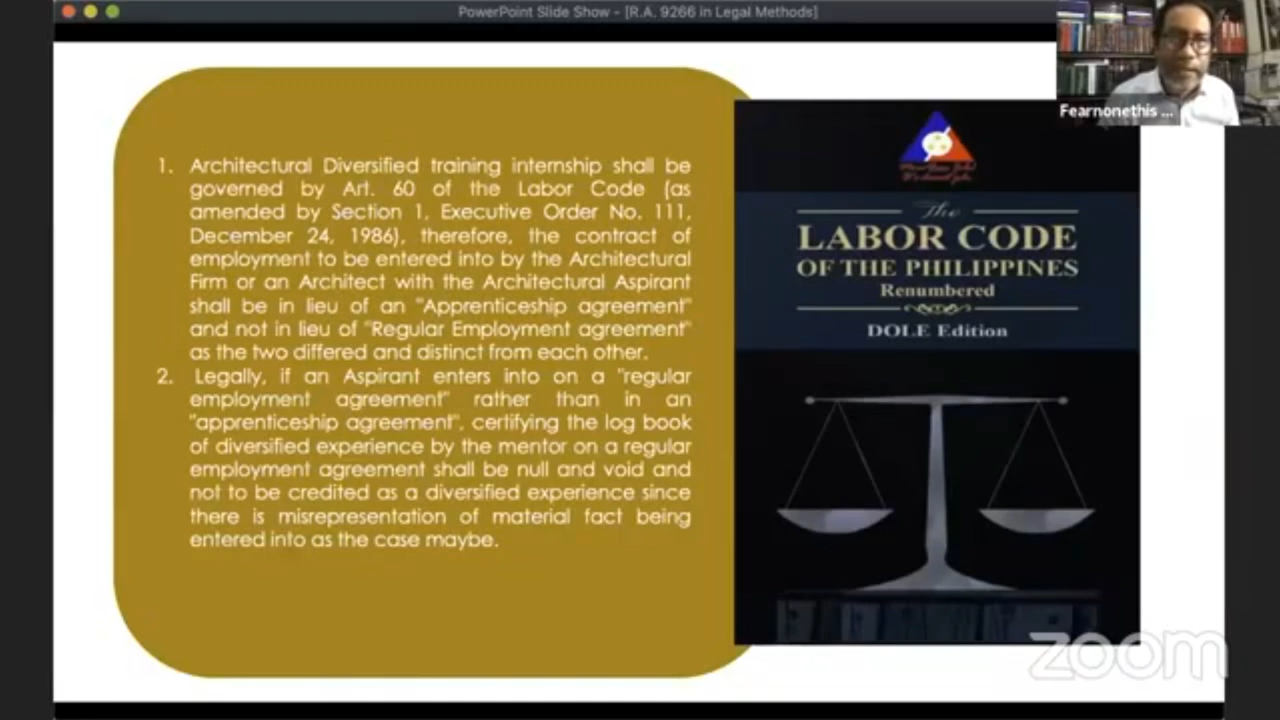 PowerPoint Slide Show - [R.A. 9266 in Legal Methods]
Fearnonethis ...
1. Architectural Diversified training internship shall be
governed by Art. 60 of the Labor Code (as
amended by Section 1, Executive Order No. 111,
December 24, 1986), therefore, the contract of
employment to be entered into by the Architectural
Firm or an Architect with the Architectural Aspirant
shall be in lieu of an "Apprenticeship agreement"
and not in lieu of "Regular Employment agreement"
as the two differed and distinct from each other.
2. Legally, if an Aspirant enters into on a "regular
employment agreement" rather than in an
"apprenticeship agreement", certifying the log book
of diversified experience by the mentor on a regular
employment agreement shall be null and void and
not to be credited as a diversified experience since
there is misrepresentation of material fact being
entered into as the case maybe.
The
LABOR CODE
OF THE PHILIPPINES
Renumbered
DOLE Edition
zoom